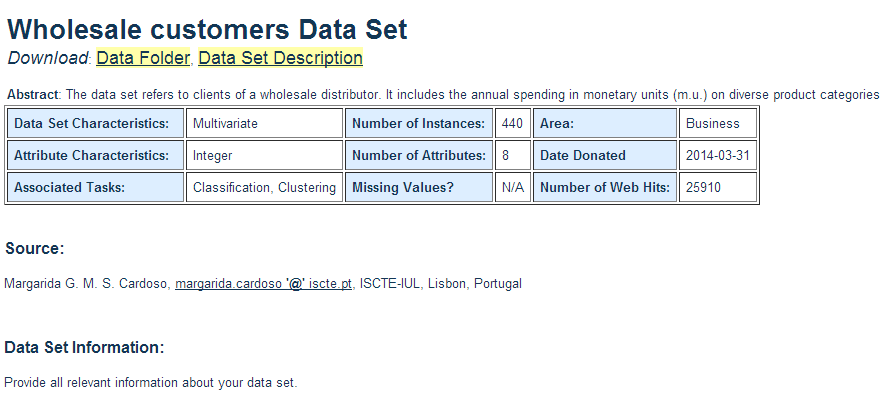 Wholesale customers Data Set
Download: Data Folder, Data Set Description
Abstract: The data set refers to clients of a wholesale distributor. It includes the annual spending in monetary units (m.u.) on diverse product categories
Data Set Characteristics: Multivariate Number of Instances: 440 Area: Business
Attribute Characteristics: Integer Number of Attributes: 8 Date Donated 2014-03-31
Associated Tasks: Classification, Clustering Missing Values? N/A Number of Web Hits: 25910
Source:
Margarida G. M. S. Cardoso, margarida.cardoso '@' iscte.pt, ISCTE-IUL, Lisbon, Portugal
Data Set Information:
Provide all relevant information about your data set.